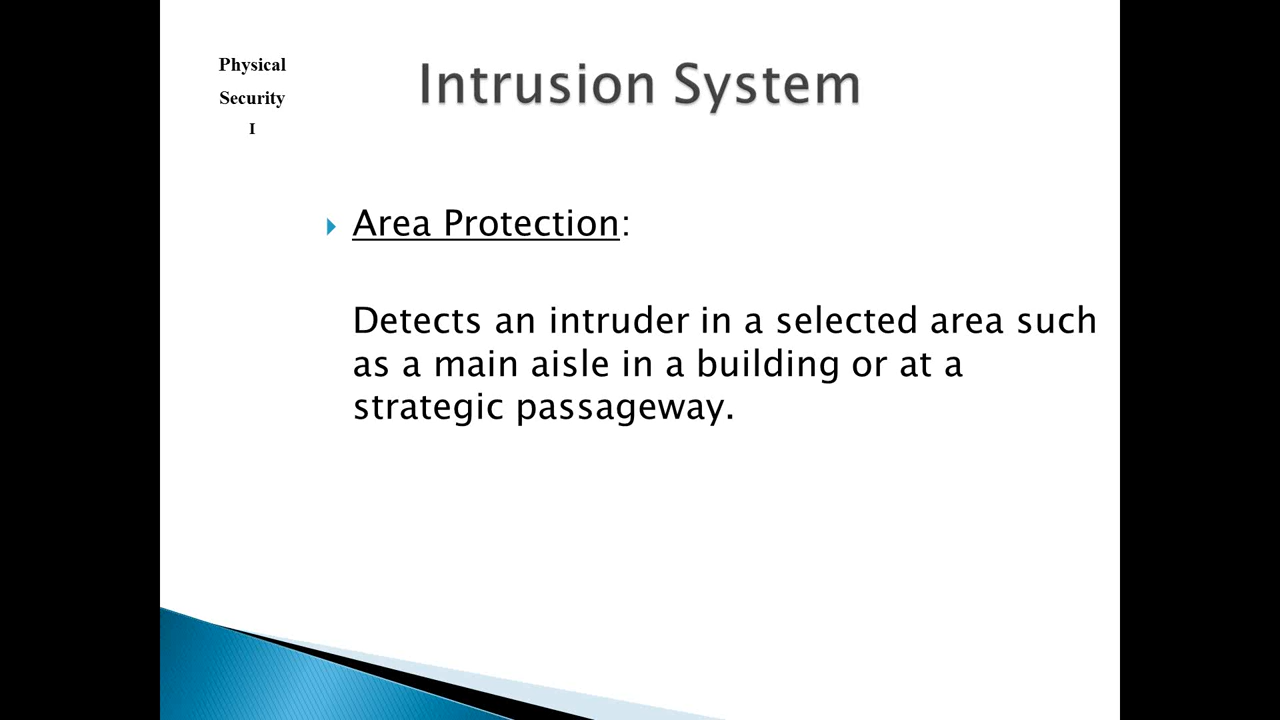 Physical
Security
I
Intrusion System
Area Protection:
Detects an intruder in a selected area such
as a main aisle in a building or at a
strategic passageway.